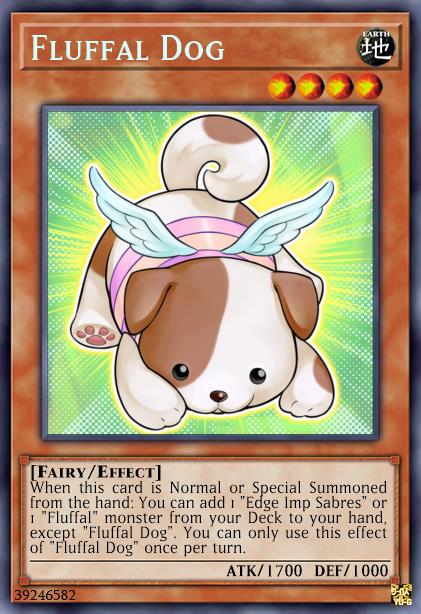 Fluffal Dog
EARTH
地
[Fairy/Effect]
When this card is Normal or Special Summoned
from the hand: You can add 1 "Edge Imp Sabres" or
1 "Fluffal" monster from your Deck to your hand,
except "Fluffal Dog". You can only use this effect
of "Fluffal Dog" once per turn.
ATK/1700 DEF/1000
39246582